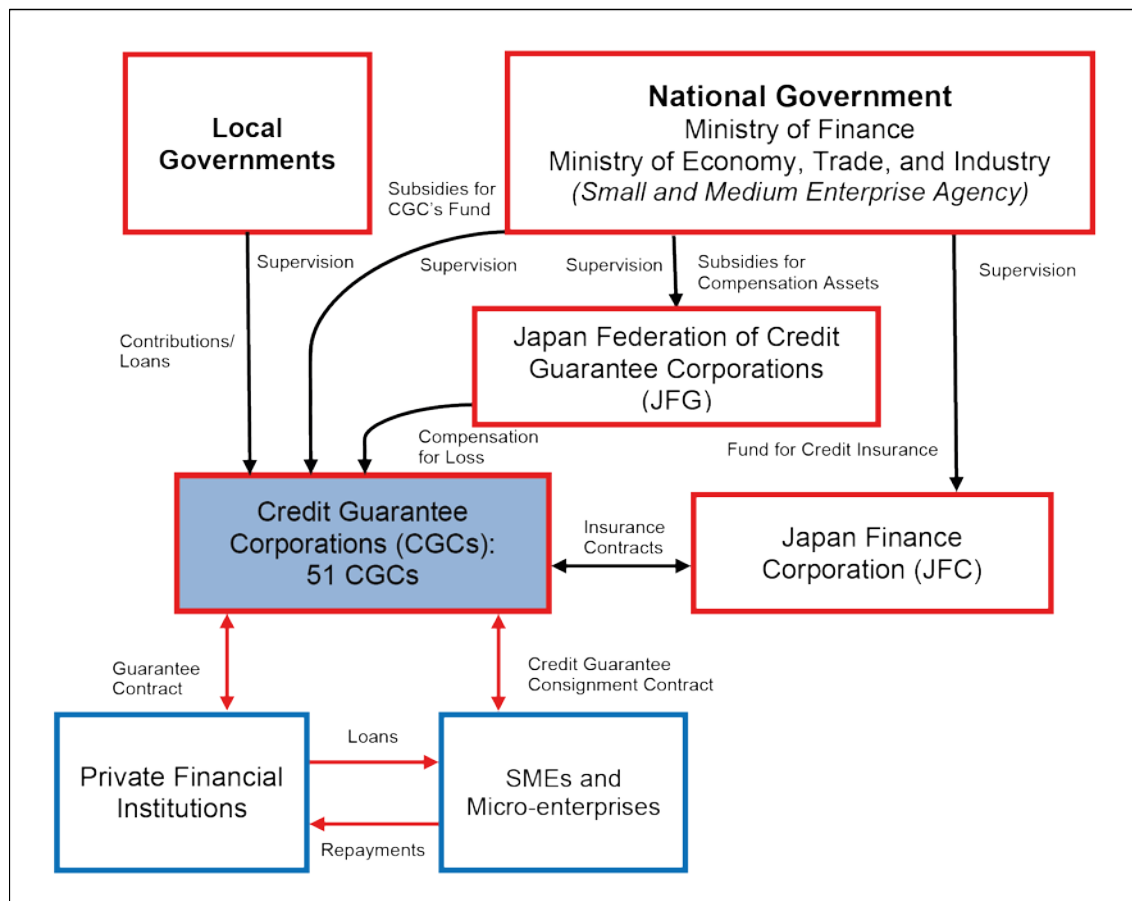 Local
Governments
National Government
Ministry of Finance
Ministry of Economy, Trade, and Industry
(Small and Medium Enterprise Agency)
Subsidies for
CGC's Fund
Supervision
Supervision
Supervision
Subsidies for
Compensation Assets
Supervision
Contributions/
Loans
Japan Federation of Credit
Guarantee Corporations
(JFG)
Compensation
for Loss
Fund for Credit Insurance
Credit Guarantee
Corporations (CGCs):
51 CGCs
Insurance
Contracts
Japan Finance
Corporation (JFC)
Guarantee
Contract
Credit Guarantee
Consignment Contract
Private Financial
Institutions
Loans
SMEs and
Micro-enterprises
Repayments